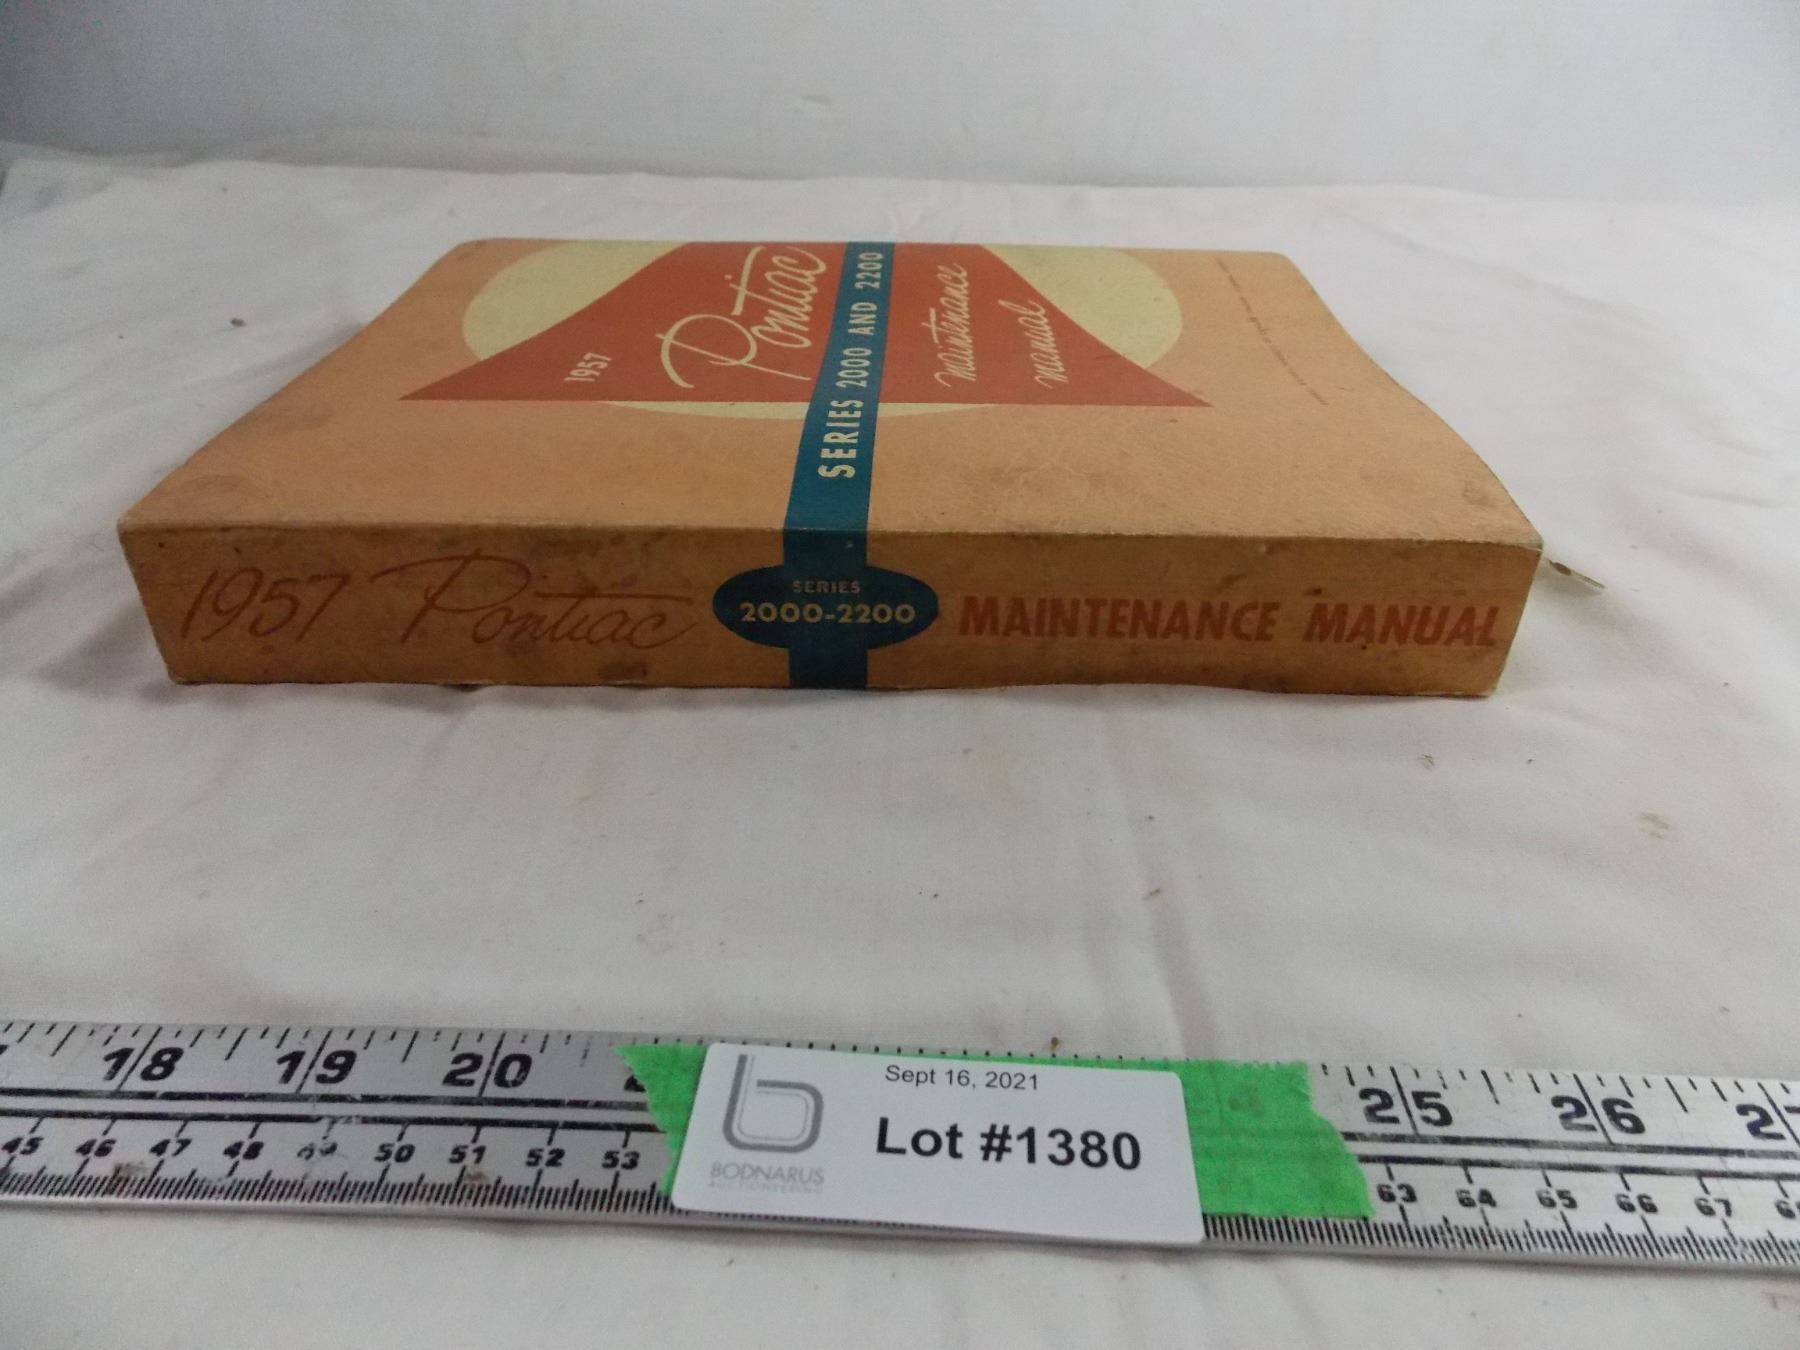 1957
Pontiac
SERIES 2000 AND 2200
maintenance
manual
1957 Pontiac
SERIES
2000-2200
MAINTENANCE MANUAL
18 19 20 25 26
45 46 47 48 49 50 51 52 53 63 64 65 66 67
Sept 16, 2021
Lot #1380
BODNARUS
AUCTIONEERING